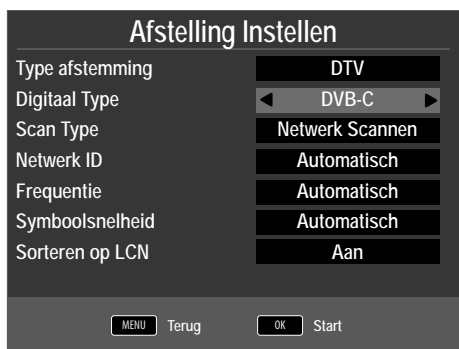 Afstelling Instellen
Type afstemming DTV
Digitaal Type DVB-C
Scan Type Netwerk Scannen
Netwerk ID Automatisch
Frequentie Automatisch
Symboolsnelheid Automatisch
Sorteren op LCN Aan
MENU Terug OK Start